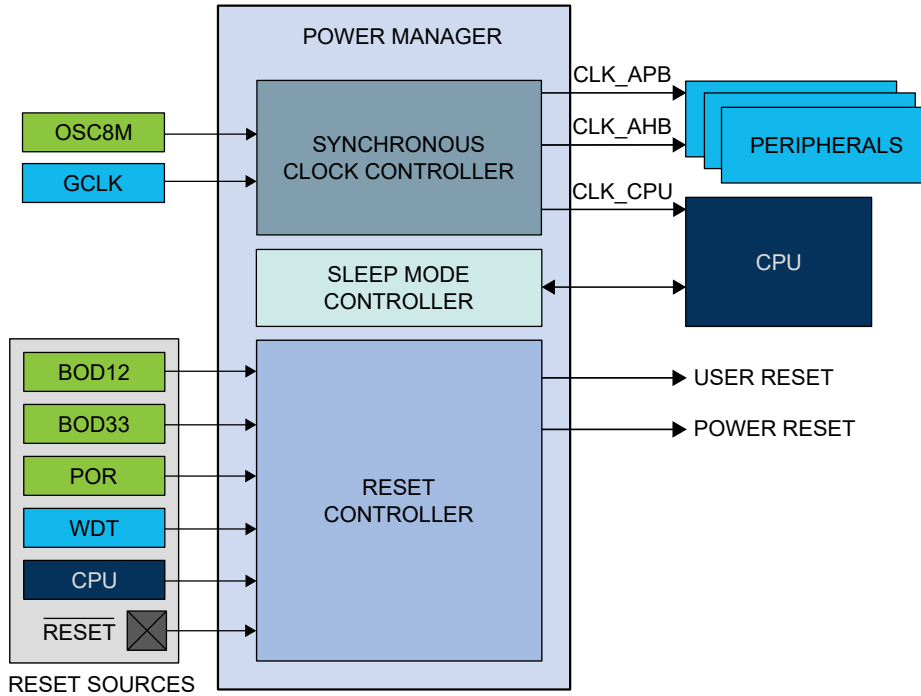 POWER MANAGER
CLK_APB
OSC8M
SYNCHRONOUS
CLOCK CONTROLLER
CLK_AHB
PERIPHERALS
GCLK
CLK_CPU
CPU
SLEEP MODE
CONTROLLER
BOD12
USER RESET
BOD33
POWER RESET
POR
RESET
CONTROLLER
WDT
CPU
RESET
RESET SOURCES